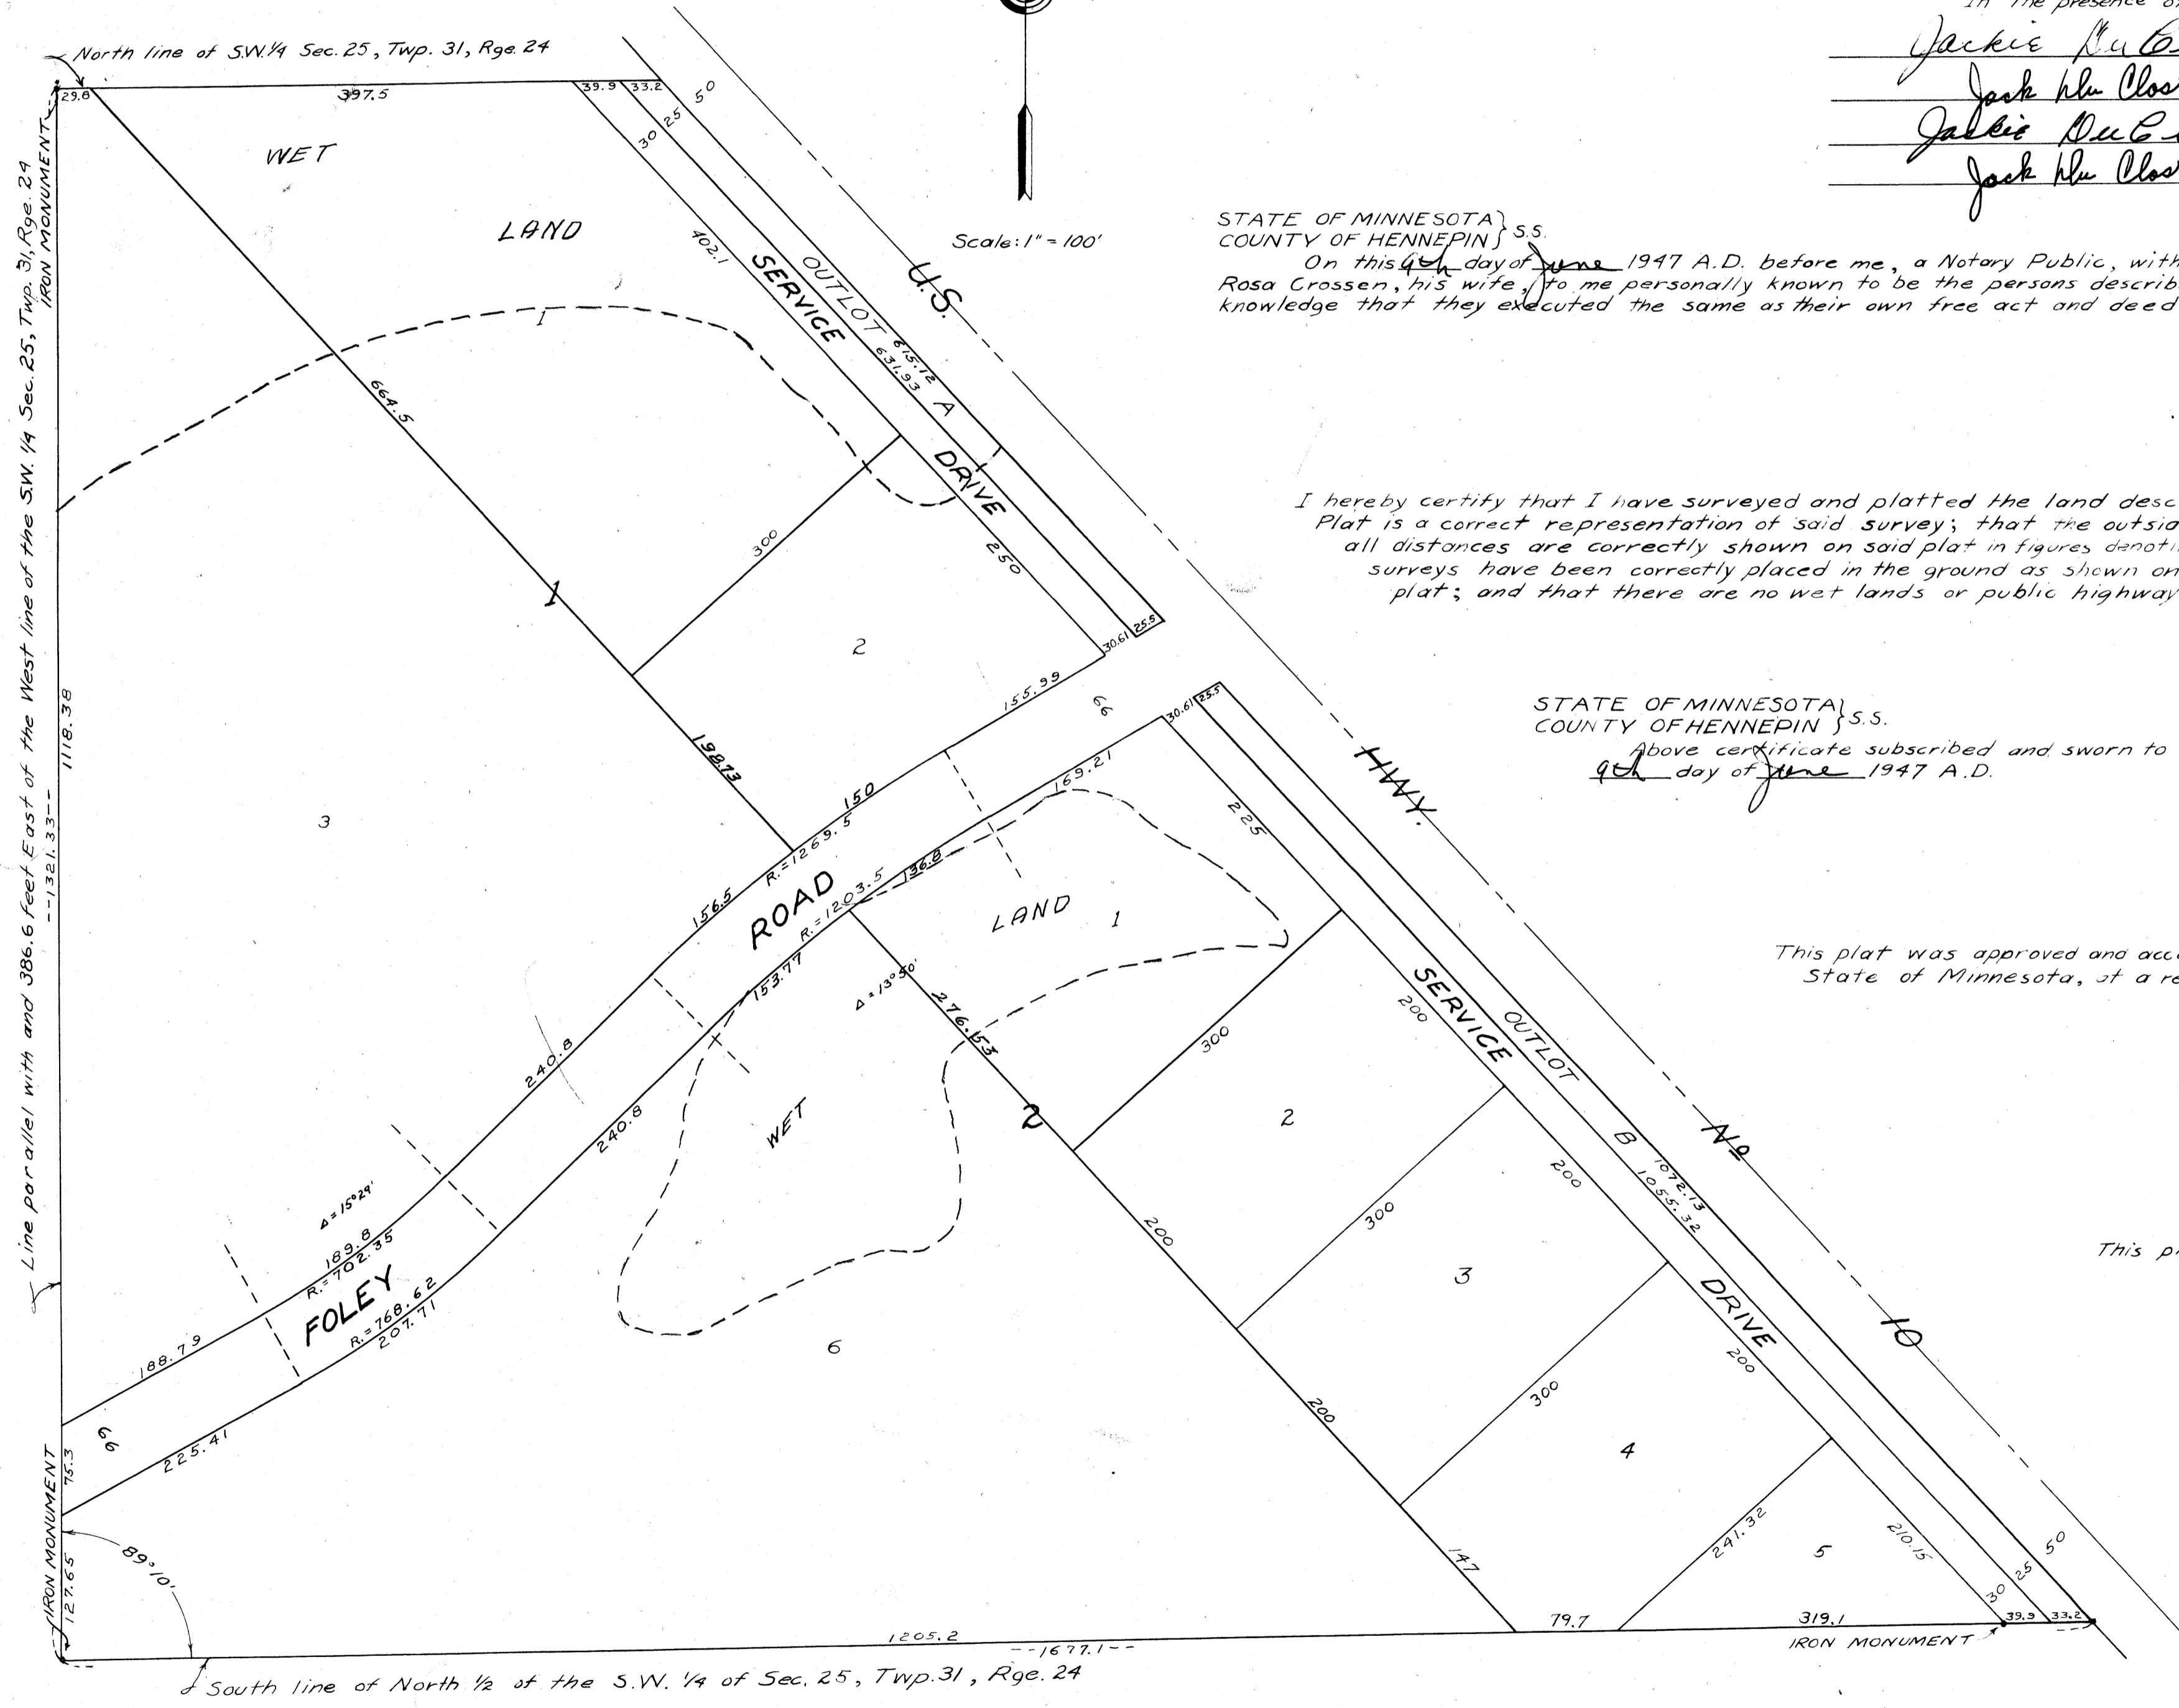 In the presence of
Jackie
Jack
Jackie
Jack
North line of S.W.1/4 Sec. 25, Twp. 31, Rge. 24
29.8
397.5
39.9
33.2
50
25
30
WET
LAND
IRON MONUMENT
Line parallel with and 386.6 feet East of the West line of the S.W. 1/4 Sec. 25, Twp. 31, Rge. 24
1118.38
--1321.33--
1
664.5
402.1
SERVICE
OUTLOT A
615.12
631.93
DRIVE
U.S.
Scale: 1" = 100'
STATE OF MINNESOTA} S.S.
COUNTY OF HENNEPIN}
On this 9th day of June 1947 A.D. before me, a Notary Public, with
Rosa Crossen, his wife, to me personally known to be the persons describ
knowledge that they executed the same as their own free act and deed
I hereby certify that I have surveyed and platted the land desc
Plat is a correct representation of said survey; that the outsid
all distances are correctly shown on said plat in figures denoti
surveys have been correctly placed in the ground as shown on
plat; and that there are no wet lands or public highway
STATE OF MINNESOTA} S.S.
COUNTY OF HENNEPIN}
Above certificate subscribed and sworn to
9th day of June 1947 A.D.
This plat was approved and acc
State of Minnesota, at a re
This p
300
250
1
2
30.61
25.5
155.99
66
198.73
3
150
R.=1269.5
156.5
ROAD
R.=1203.5
136.8
169.21
30.61
25.5
HWY.
225
LAND
1
153.77
Δ=13°50'
276.53
240.8
240.8
WET
2
300
2
200
SERVICE
OUTLOT
B
1072.13
1055.32
No
10
200
300
3
200
DRIVE
200
Δ=15°29'
189.8
R.=702.35
FOLEY
R.=768.62
207.71
188.79
66
225.41
6
200
300
4
200
241.32
5
210.15
30
25
50
147
75.3
IRON MONUMENT
127.65
89°10'
1205.2
--1677.1--
79.7
319.1
39.9
33.2
IRON MONUMENT
South line of North 1/2 of the S.W. 1/4 of Sec. 25, Twp. 31, Rge. 24